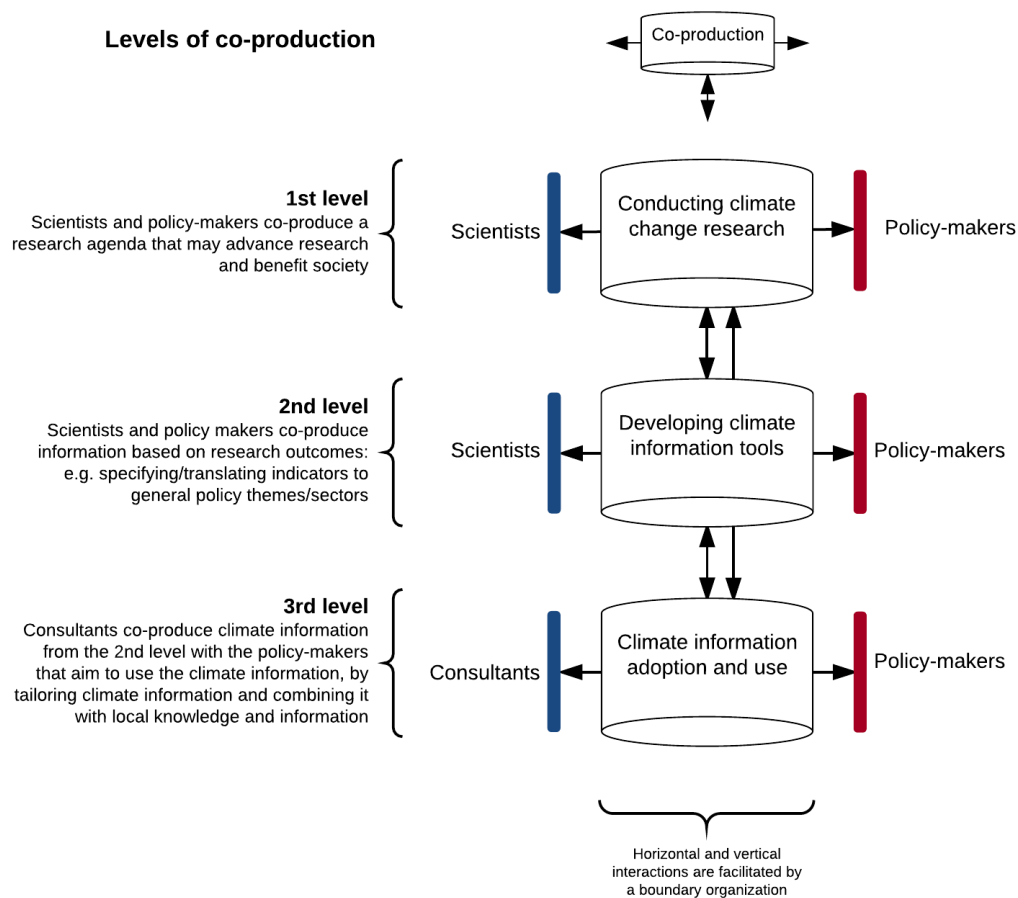 Levels of co-production
Co-production
1st level
Scientists and policy-makers co-produce a
research agenda that may advance research
and benefit society
Scientists
Conducting climate
change research
Policy-makers
2nd level
Scientists and policy makers co-produce
information based on research outcomes:
e.g. specifying/translating indicators to
general policy themes/sectors
Scientists
Developing climate
information tools
Policy-makers
3rd level
Consultants co-produce climate information
from the 2nd level with the policy-makers
that aim to use the climate information, by
tailoring climate information and combining it
with local knowledge and information
Consultants
Climate information
adoption and use
Policy-makers
Horizontal and vertical
interactions are facilitated by
a boundary organization